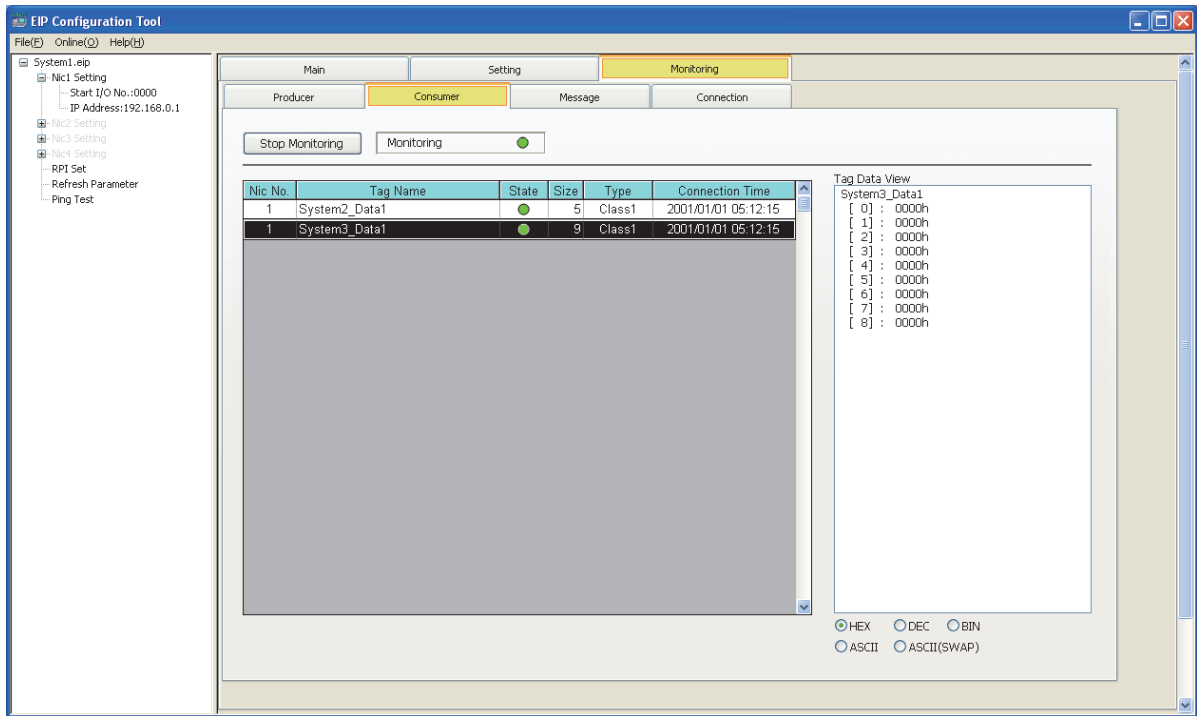 EIP Configuration Tool
File(F) Online(O) Help(H)
System1.eip
Nic1 Setting
Start I/O No.:0000
IP Address:192.168.0.1
Nic2 Setting
Nic3 Setting
Nic4 Setting
RPI Set
Refresh Parameter
Ping Test
Main Setting Monitoring
Producer Consumer Message Connection
Stop Monitoring Monitoring
Nic No. Tag Name State Size Type Connection Time
1 System2_Data1 5 Class1 2001/01/01 05:12:15
1 System3_Data1 9 Class1 2001/01/01 05:12:15
Tag Data View
System3_Data1
[ 0] : 0000h
[ 1] : 0000h
[ 2] : 0000h
[ 3] : 0000h
[ 4] : 0000h
[ 5] : 0000h
[ 6] : 0000h
[ 7] : 0000h
[ 8] : 0000h
HEX DEC BIN
ASCII ASCII(SWAP)